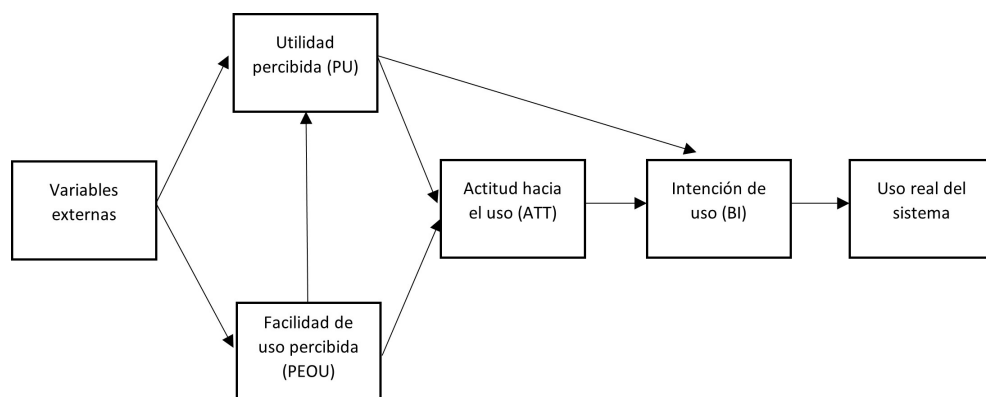 Utilidad
percibida (PU)
Variables
externas
Actitud hacia
el uso (ATT)
Intención de
uso (BI)
Uso real del
sistema
Facilidad de
uso percibida
(PEOU)